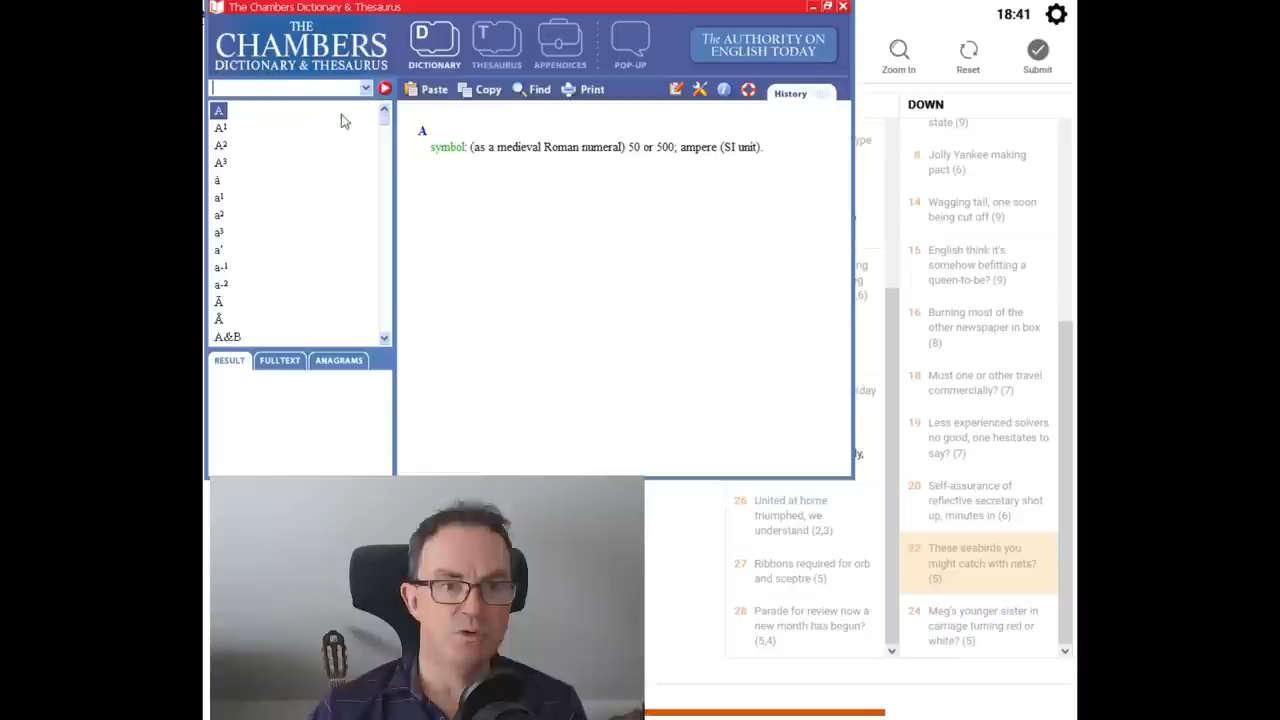 The Chambers Dictionary & Thesaurus
THE
CHAMBERS
DICTIONARY & THESAURUS
D
DICTIONARY
T
THESAURUS
APPENDICES
POP-UP
The AUTHORITY ON
ENGLISH TODAY
Paste
Copy
Find
Print
History
A
A¹
A²
A³
à
a¹
a²
a³
a'
a-¹
a-²
Ā
Å
A&B
RESULT
FULLTEXT
ANAGRAMS
A
symbol: (as a medieval Roman numeral) 50 or 500; ampere (SI unit).
18:41
Zoom In
Reset
Submit
ype
ng
eg
,6)
day
ly,
26 United at home
triumphed, we
understand (2,3)
27 Ribbons required for orb
and sceptre (5)
28 Parade for review now a
new month has begun?
(5,4)
DOWN
state (9)
8 Jolly Yankee making
pact (6)
14 Wagging tail, one soon
being cut off (9)
15 English think it's
somehow befitting a
queen-to-be? (9)
16 Burning most of the
other newspaper in box
(8)
18 Must one or other travel
commercially? (7)
19 Less experienced solvers
no good, one hesitates to
say? (7)
20 Self-assurance of
reflective secretary shot
up, minutes in (6)
22 These seabirds you
might catch with nets?
(5)
24 Meg's younger sister in
carriage turning red or
white? (5)